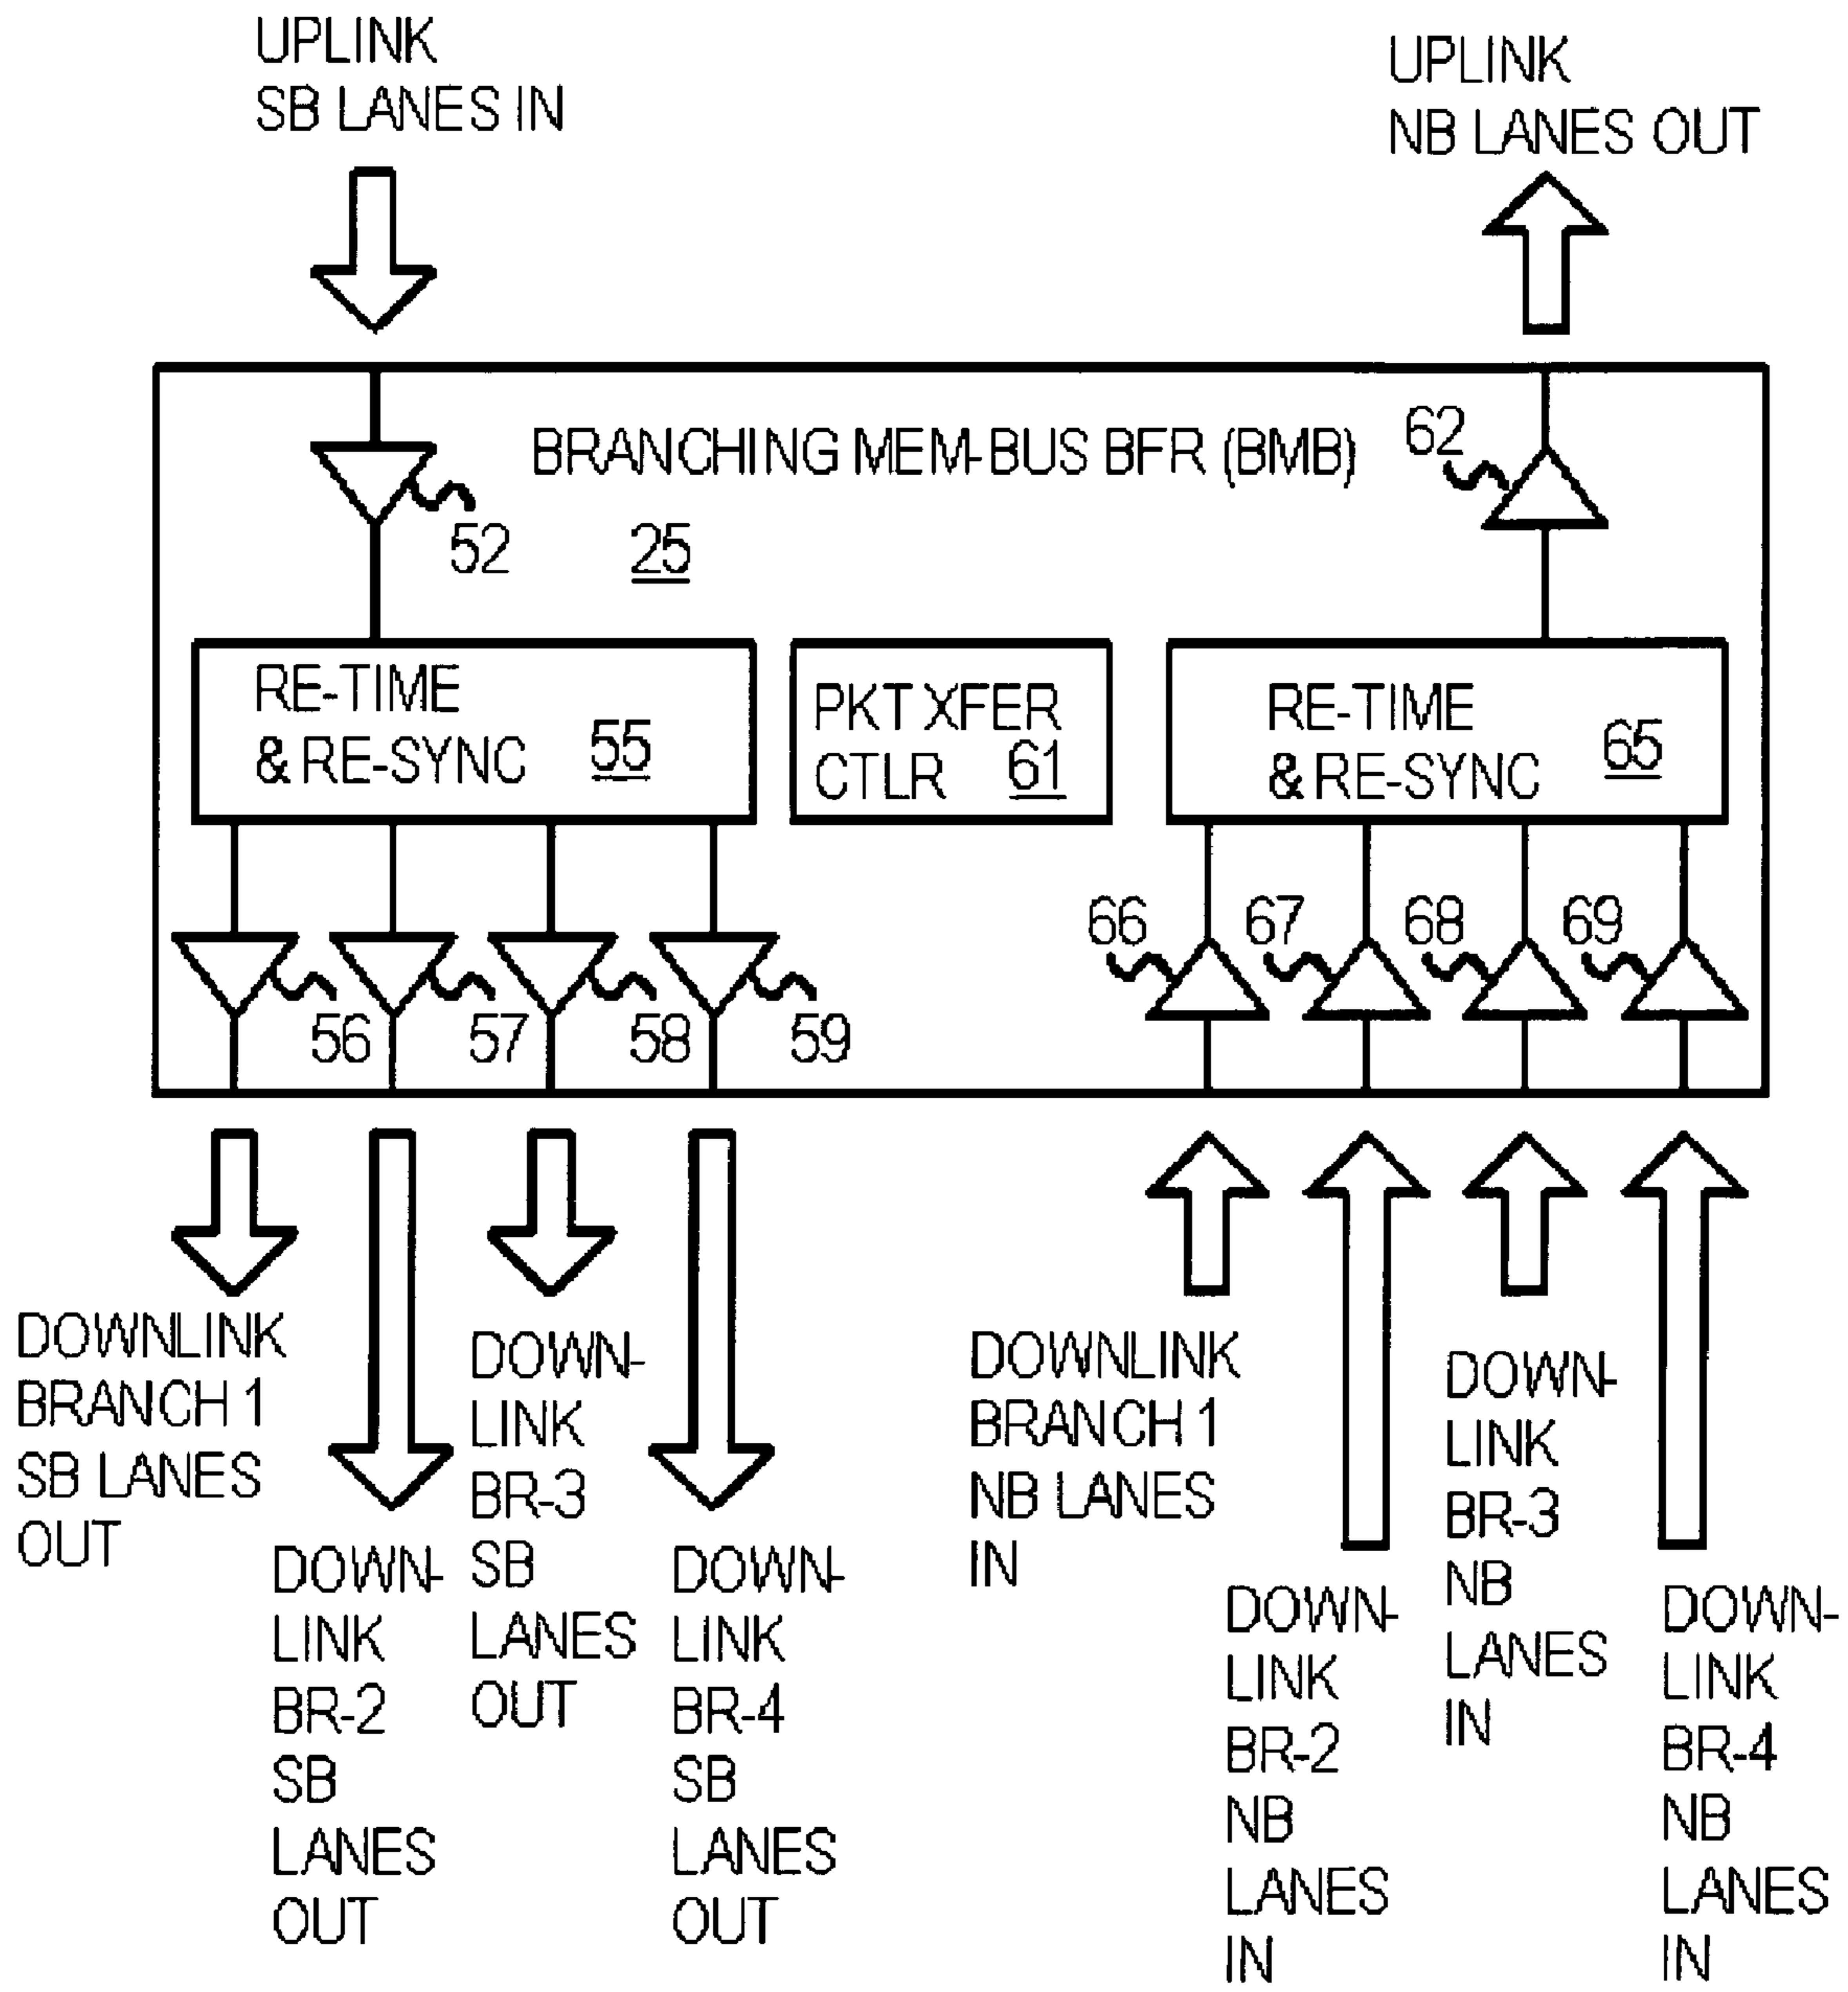 UPLINK
SB LANES IN
UPLINK
NB LANES OUT
BRANCHING MEM-BUS BFR (BMB)
62
52
25
RE-TIME
& RE-SYNC 55
PKT XFER
CTLR 61
RE-TIME
& RE-SYNC 65
66
67
68
69
56
57
58
59
DOWNLINK
BRANCH 1
SB LANES
OUT
DOWN-
LINK
BR-2
SB
LANES
OUT
DOWN-
LINK
BR-3
SB
LANES
OUT
DOWN-
LINK
BR-4
SB
LANES
OUT
DOWNLINK
BRANCH 1
NB LANES
IN
DOWN-
LINK
BR-2
NB
LANES
IN
DOWN-
LINK
BR-3
NB
LANES
IN
DOWN-
LINK
BR-4
NB
LANES
IN